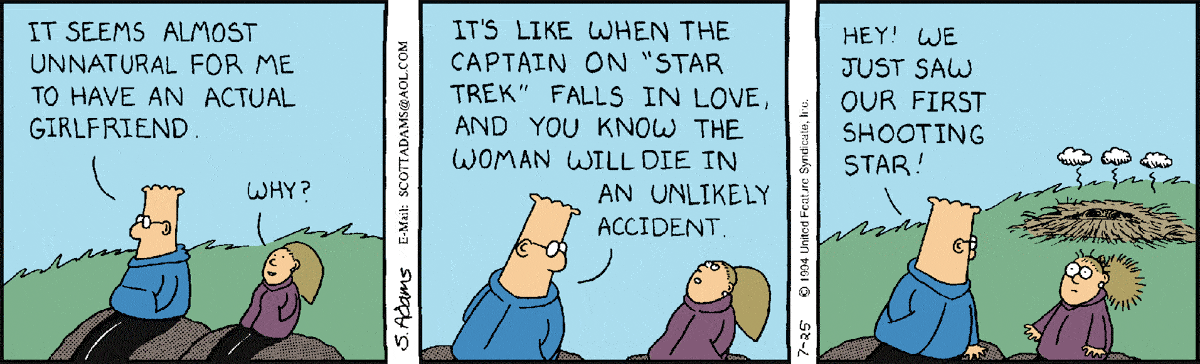 IT SEEMS ALMOST
UNNATURAL FOR ME
TO HAVE AN ACTUAL
GIRLFRIEND.
WHY?
S. Adams
E-Mail: SCOTTADAMS@AOL.COM
IT'S LIKE WHEN THE
CAPTAIN ON "STAR
TREK" FALLS IN LOVE,
AND YOU KNOW THE
WOMAN WILL DIE IN
AN UNLIKELY
ACCIDENT.
7-25
© 1994 United Feature Syndicate, Inc.
HEY! WE
JUST SAW
OUR FIRST
SHOOTING
STAR!